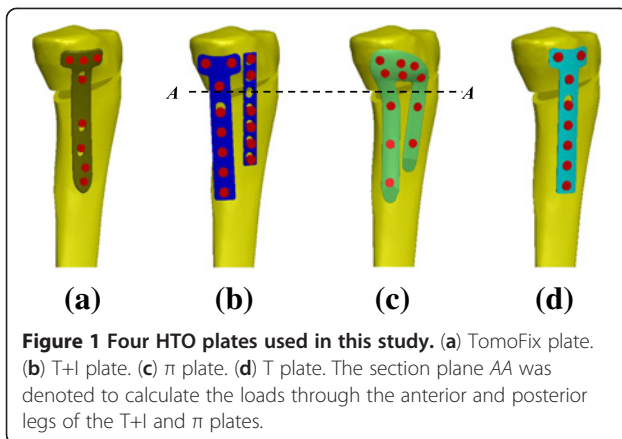 A A
(a) (b) (c) (d)
Figure 1 Four HTO plates used in this study. (a) TomoFix plate.
(b) T+I plate. (c) π plate. (d) T plate. The section plane AA was
denoted to calculate the loads through the anterior and posterior
legs of the T+I and π plates.